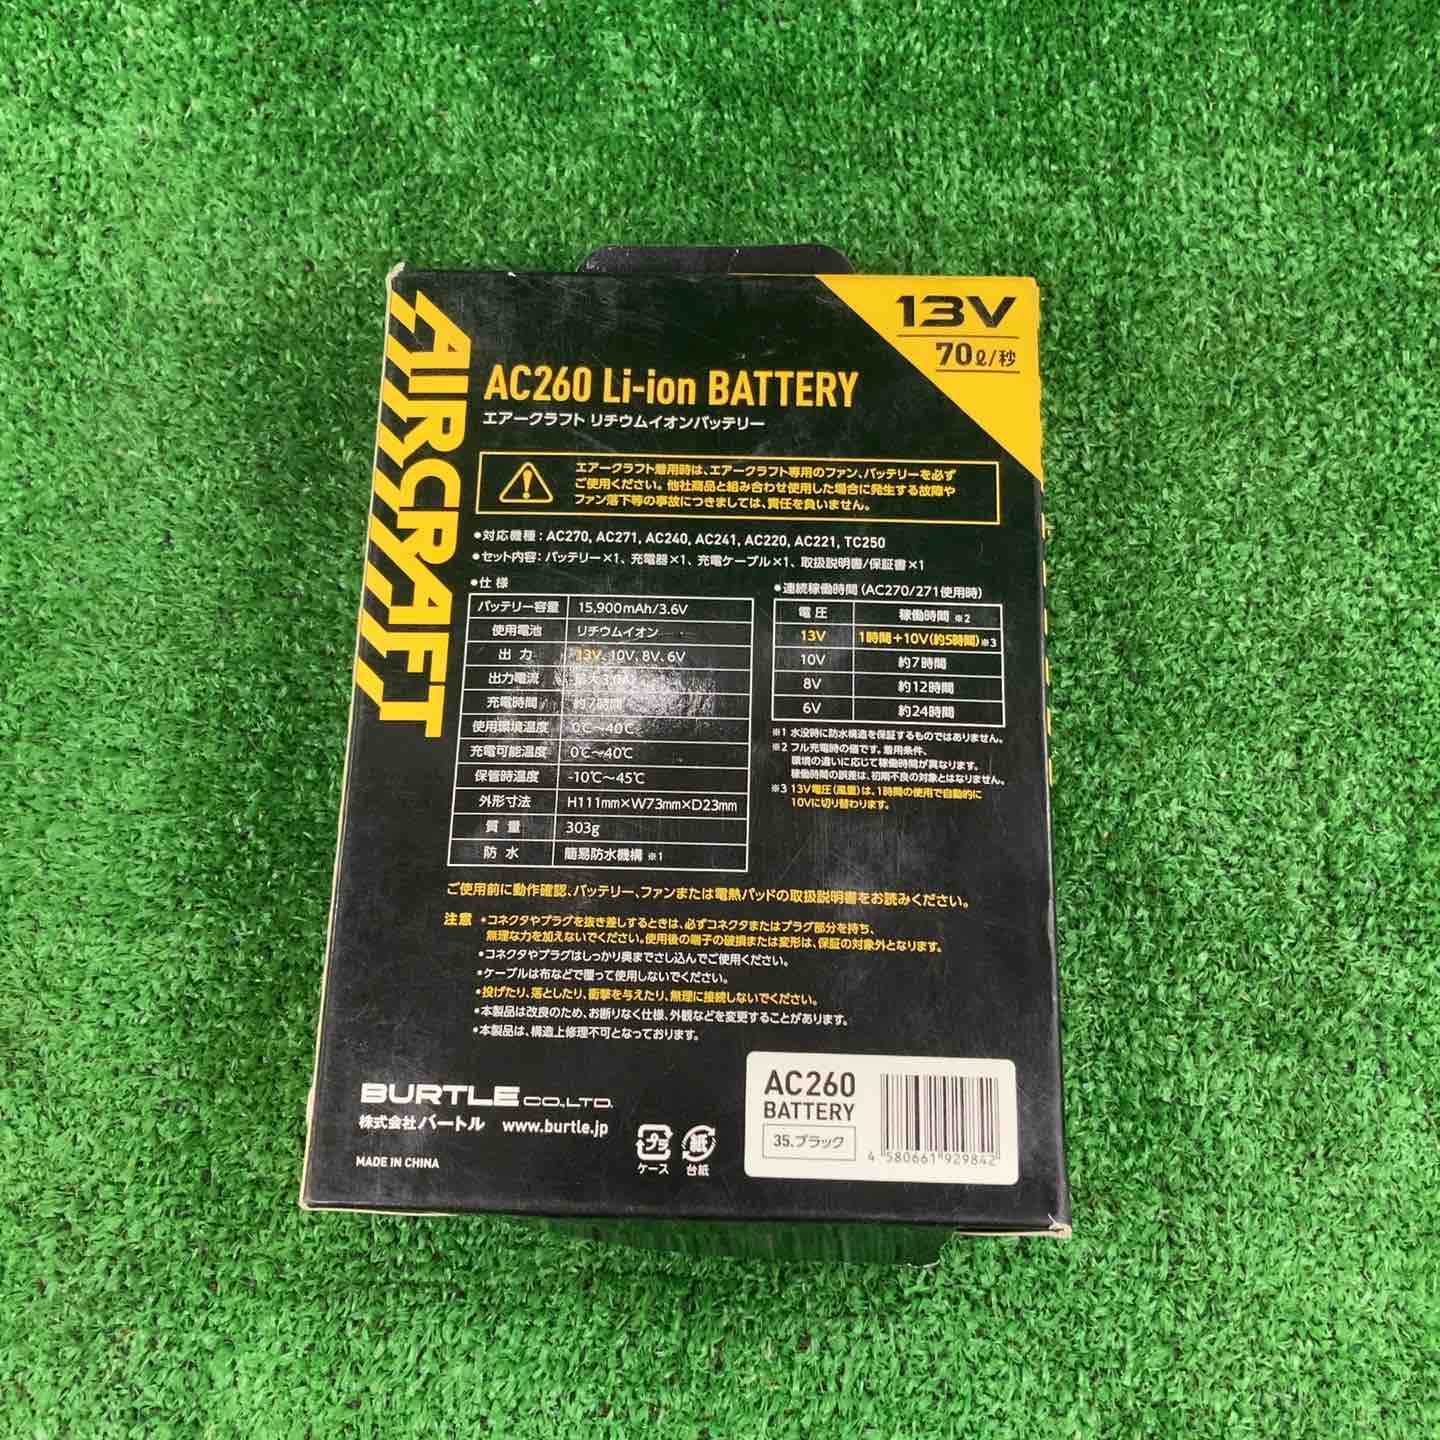 AIRCRAFT
13V
70ℓ/秒
AC260 Li-ion BATTERY
エアークラフト リチウムイオンバッテリー
エアークラフト着用時は、エアークラフト専用のファン、バッテリーを必ず
ご使用ください。他社商品と組み合わせ使用した場合に発生する故障や
ファン落下等の事故につきましては、責任を負いません。
•対応機種：AC270, AC271, AC240, AC241, AC220, AC221, TC250
•セット内容：バッテリー×1、充電器×1、充電ケーブル×1、取扱説明書/保証書×1
•仕様
バッテリー容量 15,900mAh/3.6V
使用電池 リチウムイオン
出力 13V、10V、8V、6V
出力電流
充電時間 約7時間
使用環境温度 0℃〜40℃
充電可能温度 0℃〜40℃
保管時温度 -10℃〜45℃
外形寸法 H111mm×W73mm×D23mm
質量 303g
防水 簡易防水機構 ※1
•連続稼働時間（AC270/271使用時）
電圧 稼働時間 ※2
13V 1時間＋10V（約5時間）※3
10V 約7時間
8V 約12時間
6V 約24時間
※1 水没時に防水構造を保証するものではありません。
※2 フル充電時の値です。着用条件、
環境の違いに応じて稼働時間が異なります。
稼働時間の誤差は、初期不良の対象とはなりません。
※3 13V電圧（風量）は、1時間の使用で自動的に
10Vに切り替わります。
ご使用前に動作確認、バッテリー、ファンまたは電熱パッドの取扱説明書をお読みください。
注意 •コネクタやプラグを抜き差しするときは、必ずコネクタまたはプラグ部分を持ち、
無理な力を加えないでください。使用後の端子の破損または変形は、保証の対象外となります。
•コネクタやプラグはしっかり奥までさし込んでご使用ください。
•ケーブルは布などで覆って使用しないでください。
•投げたり、落としたり、衝撃を与えたり、無理に接続しないでください。
•本製品は改良のため、お断りなく仕様、外観などを変更することがあります。
•本製品は、構造上修理不可となっております。
BURTLE CO.,LTD.
株式会社バートル www.burtle.jp
MADE IN CHINA
プラ
ケース
紙
台紙
AC260
BATTERY
35.ブラック
4 580661 929842